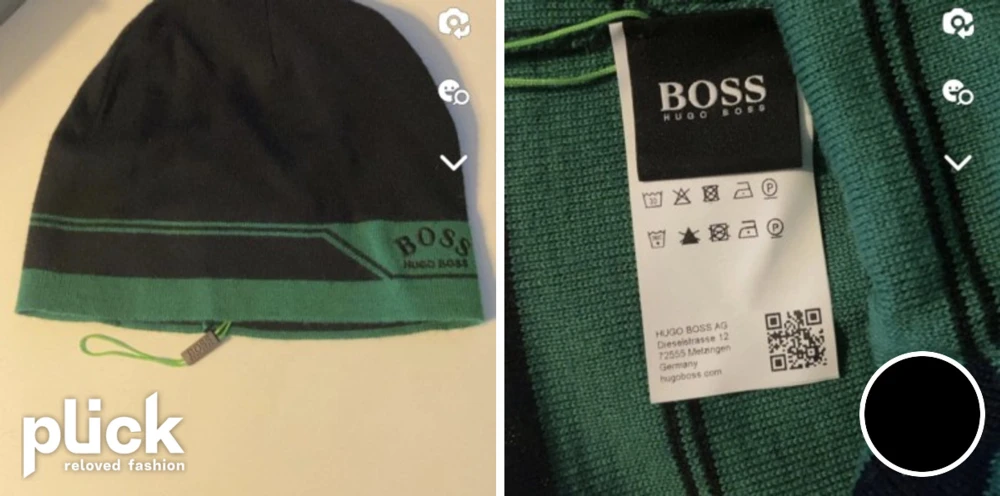 BOSS
HUGO BOSS
plick
reloved fashion
BOSS
HUGO BOSS
30
P
P
HUGO BOSS AG
Dieselstrasse 12
72555 Metzingen
Germany
hugoboss.com